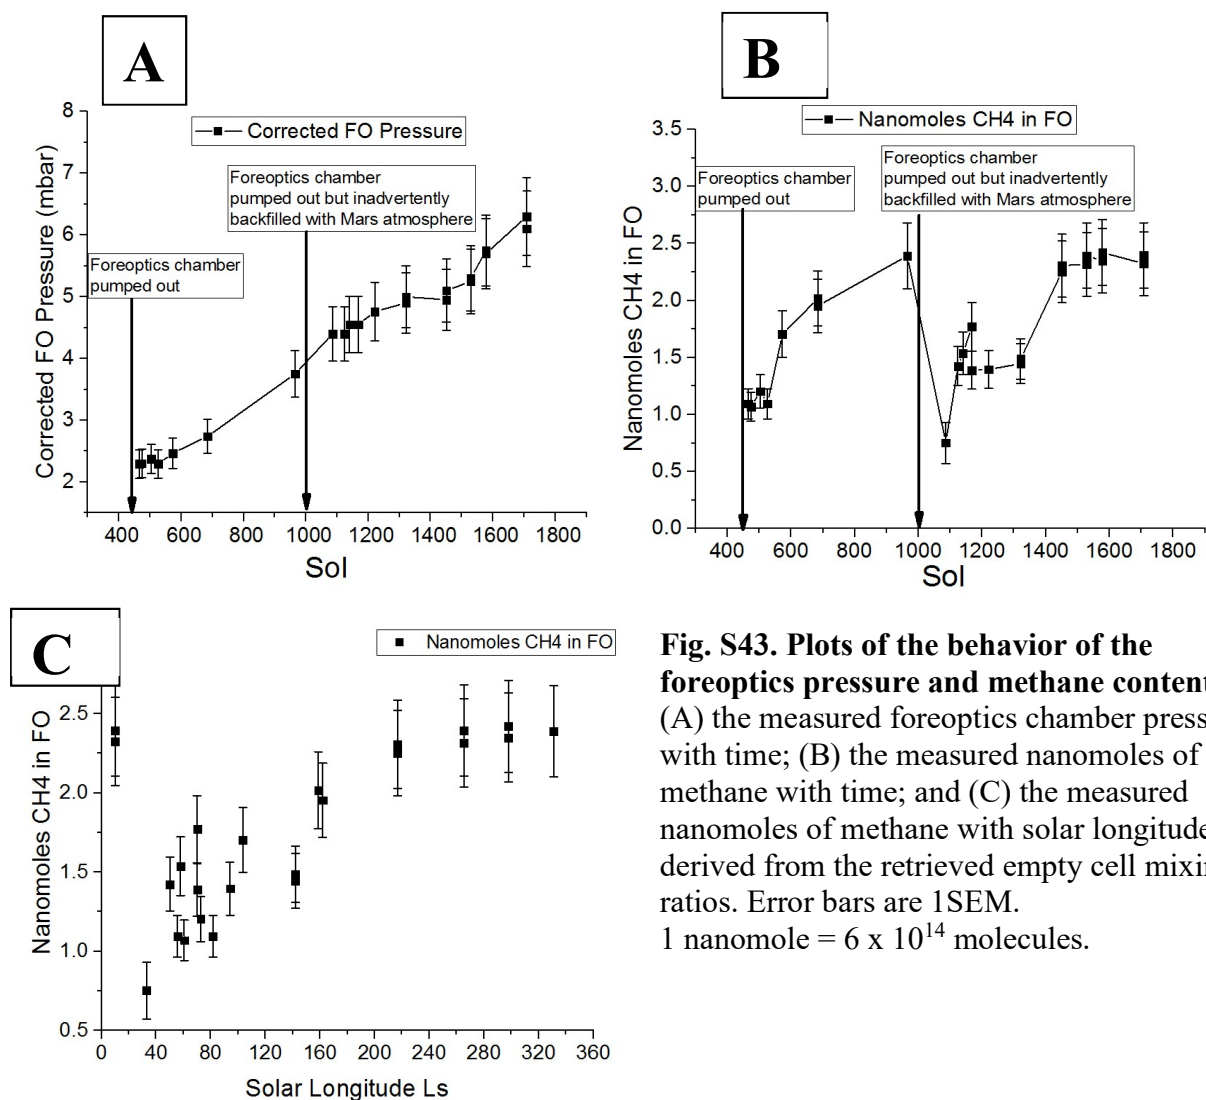 A
Corrected FO Pressure
Foreoptics chamber
pumped out but inadvertently
backfilled with Mars atmosphere
Foreoptics chamber
pumped out
Corrected FO Pressure (mbar)
8
7
6
5
4
3
2
400 600 800 1000 1200 1400 1600 1800
Sol
B
Nanomoles CH4 in FO
Foreoptics chamber
pumped out but inadvertently
backfilled with Mars atmosphere
Foreoptics chamber
pumped out
Nanomoles CH4 in FO
3.5
3.0
2.5
2.0
1.5
1.0
0.5
0.0
400 600 800 1000 1200 1400 1600 1800
Sol
C
Nanomoles CH4 in FO
Nanomoles CH4 in FO
2.5
2.0
1.5
1.0
0.5
0 40 80 120 160 200 240 280 320 360
Solar Longitude Ls
Fig. S43. Plots of the behavior of the
foreoptics pressure and methane content
(A) the measured foreoptics chamber press
with time; (B) the measured nanomoles of
methane with time; and (C) the measured
nanomoles of methane with solar longitude
derived from the retrieved empty cell mixin
ratios. Error bars are 1SEM.
1 nanomole = 6 x 10¹⁴ molecules.